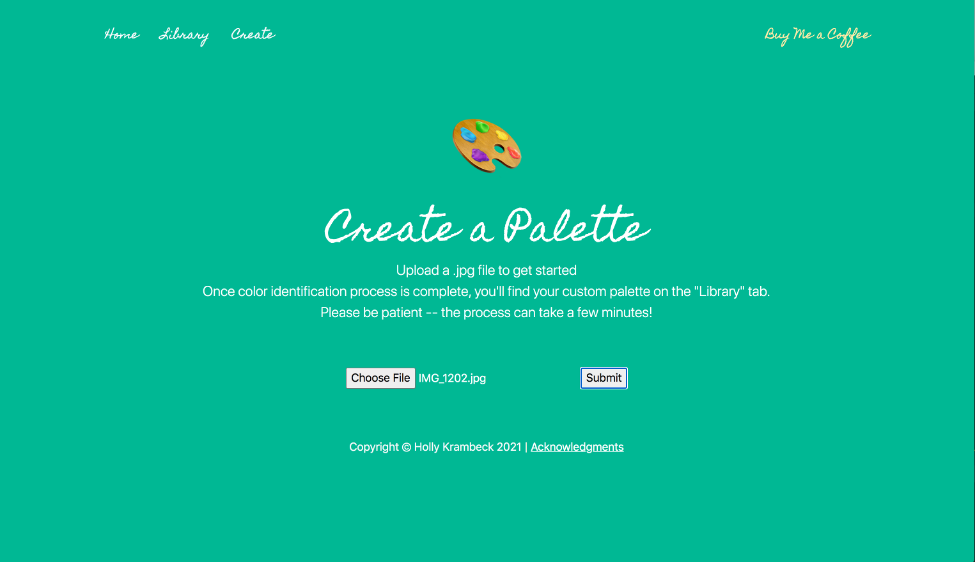 Home Library Create Buy Me a Coffee
Create a Palette
Upload a .jpg file to get started
Once color identification process is complete, you'll find your custom palette on the "Library" tab.
Please be patient -- the process can take a few minutes!
Choose File IMG_1202.jpg Submit
Copyright © Holly Krambeck 2021 | Acknowledgments